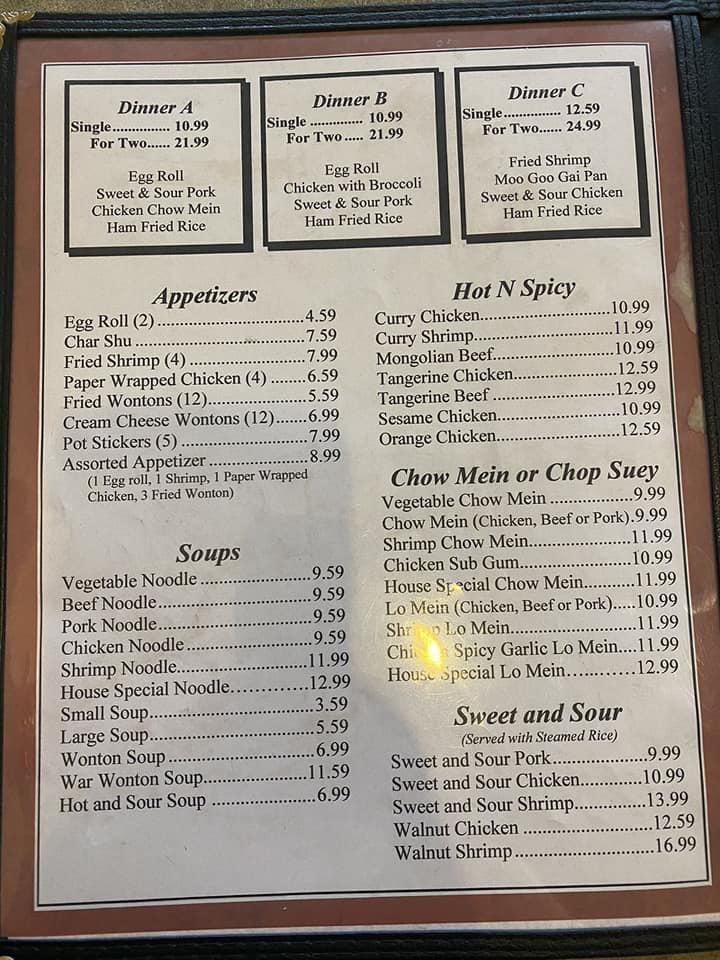 Dinner A
Single............... 10.99
For Two...... 21.99
Egg Roll
Sweet & Sour Pork
Chicken Chow Mein
Ham Fried Rice
Dinner B
Single .............. 10.99
For Two ..... 21.99
Egg Roll
Chicken with Broccoli
Sweet & Sour Pork
Ham Fried Rice
Dinner C
Single............... 12.59
For Two...... 24.99
Fried Shrimp
Moo Goo Gai Pan
Sweet & Sour Chicken
Ham Fried Rice
Appetizers
Egg Roll (2) ................................4.59
Char Shu .....................................7.59
Fried Shrimp (4) ..........................7.99
Paper Wrapped Chicken (4) ........6.59
Fried Wontons (12).......................5.59
Cream Cheese Wontons (12).......6.99
Pot Stickers (5) ............................7.99
Assorted Appetizer .......................8.99
(1 Egg roll, 1 Shrimp, 1 Paper Wrapped
Chicken, 3 Fried Wonton)
Soups
Vegetable Noodle .........................9.59
Beef Noodle..................................9.59
Pork Noodle..................................9.59
Chicken Noodle ............................9.59
Shrimp Noodle............................11.99
House Special Noodle.............12.99
Small Soup...................................3.59
Large Soup...................................5.59
Wonton Soup ................................6.99
War Wonton Soup.......................11.59
Hot and Sour Soup .......................6.99
Hot N Spicy
Curry Chicken.............................10.99
Curry Shrimp...............................11.99
Mongolian Beef...........................10.99
Tangerine Chicken......................12.59
Tangerine Beef ...........................12.99
Sesame Chicken..........................10.99
Orange Chicken...........................12.59
Chow Mein or Chop Suey
Vegetable Chow Mein ..................9.99
Chow Mein (Chicken, Beef or Pork).9.99
Shrimp Chow Mein......................11.99
Chicken Sub Gum.......................10.99
House Special Chow Mein..........11.99
Lo Mein (Chicken, Beef or Pork).....10.99
Shrimp Lo Mein...........................11.99
Chicken Spicy Garlic Lo Mein....11.99
House Special Lo Mein.............12.99
Sweet and Sour
(Served with Steamed Rice)
Sweet and Sour Pork....................9.99
Sweet and Sour Chicken.............10.99
Sweet and Sour Shrimp...............13.99
Walnut Chicken ...........................12.59
Walnut Shrimp .............................16.99